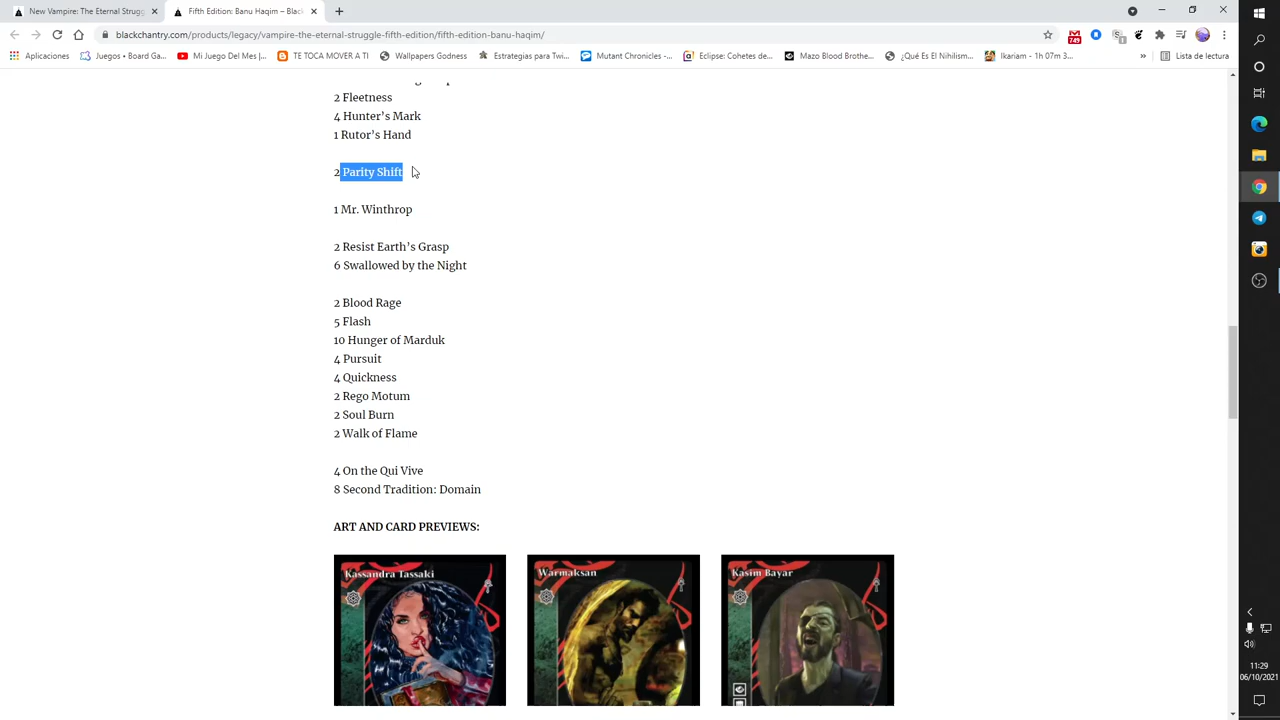 New Vampire: The Eternal Strugg
Fifth Edition: Banu Haqim – Blac
blackchantry.com/products/legacy/vampire-the-eternal-struggle-fifth-edition/fifth-edition-banu-haqim/
749
Aplicaciones
Juegos • Board Ga...
Mi Juego Del Mes |...
TE TOCA MOVER A T...
Wallpapers Godness
Estrategias para Twi...
Mutant Chronicles -...
Eclipse: Cohetes de...
Mazo Blood Brothe...
¿Qué Es El Nihilism...
Ikariam - 1h 07m 3...
»
Lista de lectura
2 Fleetness
4 Hunter’s Mark
1 Rutor’s Hand
2 Parity Shift
1 Mr. Winthrop
2 Resist Earth’s Grasp
6 Swallowed by the Night
2 Blood Rage
5 Flash
10 Hunger of Marduk
4 Pursuit
4 Quickness
2 Rego Motum
2 Soul Burn
2 Walk of Flame
4 On the Qui Vive
8 Second Tradition: Domain
ART AND CARD PREVIEWS:
Kassandra Tassaki
Warmaksan
Kasim Bayar
11:29
06/10/2021